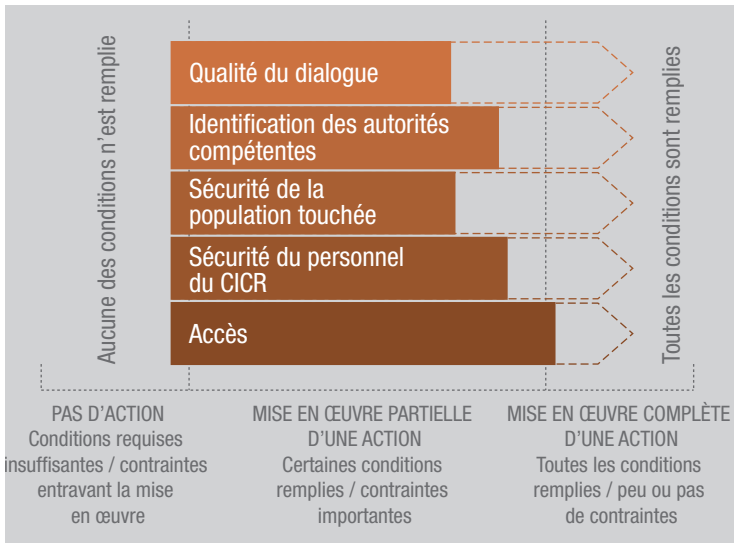 Aucune des conditions n'est remplie
Qualité du dialogue
Identification des autorités
compétentes
Sécurité de la
population touchée
Sécurité du personnel
du CICR
Accès
Toutes les conditions sont remplies
PAS D'ACTION
Conditions requises
insuffisantes / contraintes
entravant la mise
en œuvre
MISE EN ŒUVRE PARTIELLE
D'UNE ACTION
Certaines conditions
remplies / contraintes
importantes
MISE EN ŒUVRE COMPLÈTE
D'UNE ACTION
Toutes les conditions
remplies / peu ou pas
de contraintes